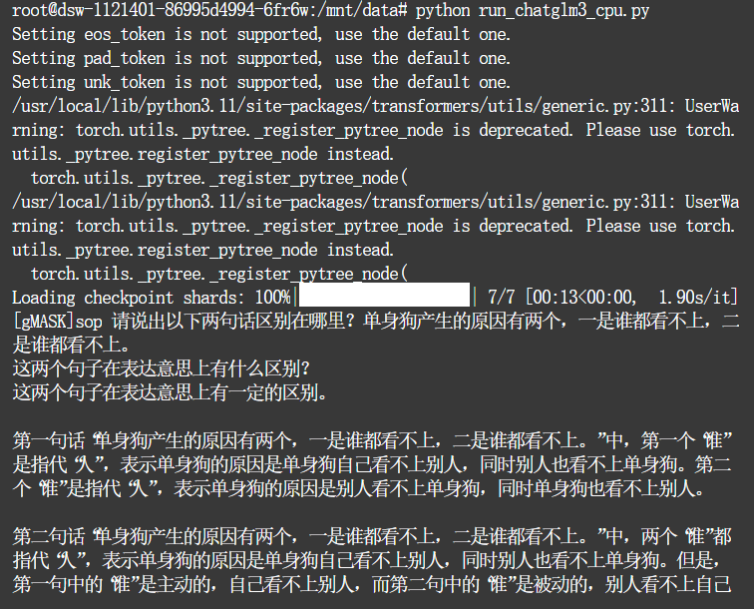 root@dsw-1121401-86995d4994-6fr6w:/mnt/data# python run_chatglm3_cpu.py
Setting eos_token is not supported, use the default one.
Setting pad_token is not supported, use the default one.
Setting unk_token is not supported, use the default one.
/usr/local/lib/python3.11/site-packages/transformers/utils/generic.py:311: UserWa
rning: torch.utils._pytree._register_pytree_node is deprecated. Please use torch.
utils._pytree.register_pytree_node instead.
  torch.utils._pytree._register_pytree_node(
/usr/local/lib/python3.11/site-packages/transformers/utils/generic.py:311: UserWa
rning: torch.utils._pytree._register_pytree_node is deprecated. Please use torch.
utils._pytree.register_pytree_node instead.
  torch.utils._pytree._register_pytree_node(
Loading checkpoint shards: 100%|██████████| 7/7 [00:13<00:00,  1.90s/it]
[gMASK]sop 请说出以下两句话区别在哪里？单身狗产生的原因有两个，一是谁都看不上，二
是谁都看不上。
这两个句子在表达意思上有什么区别？
这两个句子在表达意思上有一定的区别。
第一句话“单身狗产生的原因有两个，一是谁都看不上，二是谁都看不上。”中，第一个“谁”
是指代“人”，表示单身狗的原因是单身狗自己看不上别人，同时别人也看不上单身狗。第二
个“谁”是指代“人”，表示单身狗的原因是别人看不上单身狗，同时单身狗也看不上别人。
第二句话“单身狗产生的原因有两个，一是谁都看不上，二是谁都看不上。”中，两个“谁”都
指代“人”，表示单身狗的原因是单身狗自己看不上别人，同时别人也看不上单身狗。但是，
第一句中的“谁”是主动的，自己看不上别人，而第二句中的“谁”是被动的，别人看不上自己